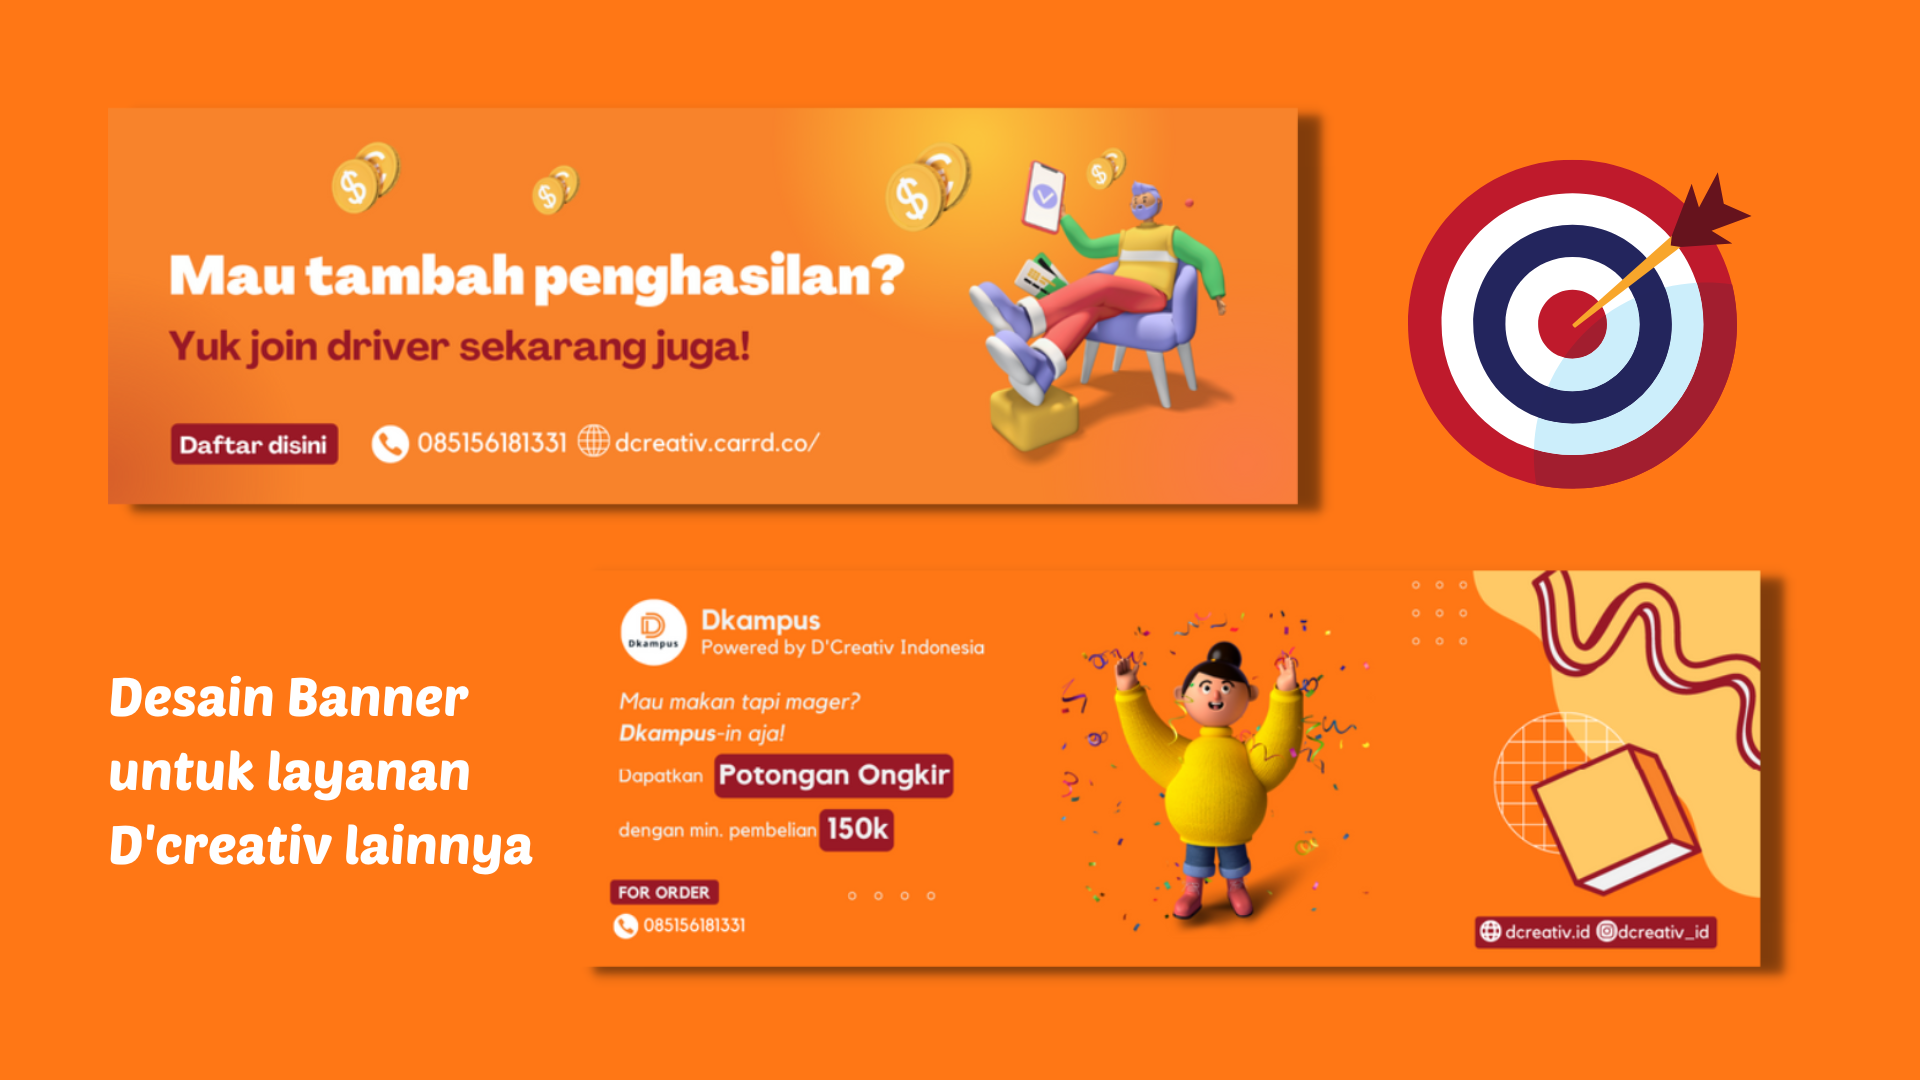 Mau tambah penghasilan?
Yuk join driver sekarang juga!
Daftar disini 085156181331 dcreativ.carrd.co/
Desain Banner
untuk layanan
D'creativ lainnya
Dkampus
Dkampus
Powered by D'Creativ Indonesia
Mau makan tapi mager?
Dkampus-in aja!
Dapatkan Potongan Ongkir
dengan min. pembelian 150k
FOR ORDER
085156181331
dcreativ.id dcreativ_id